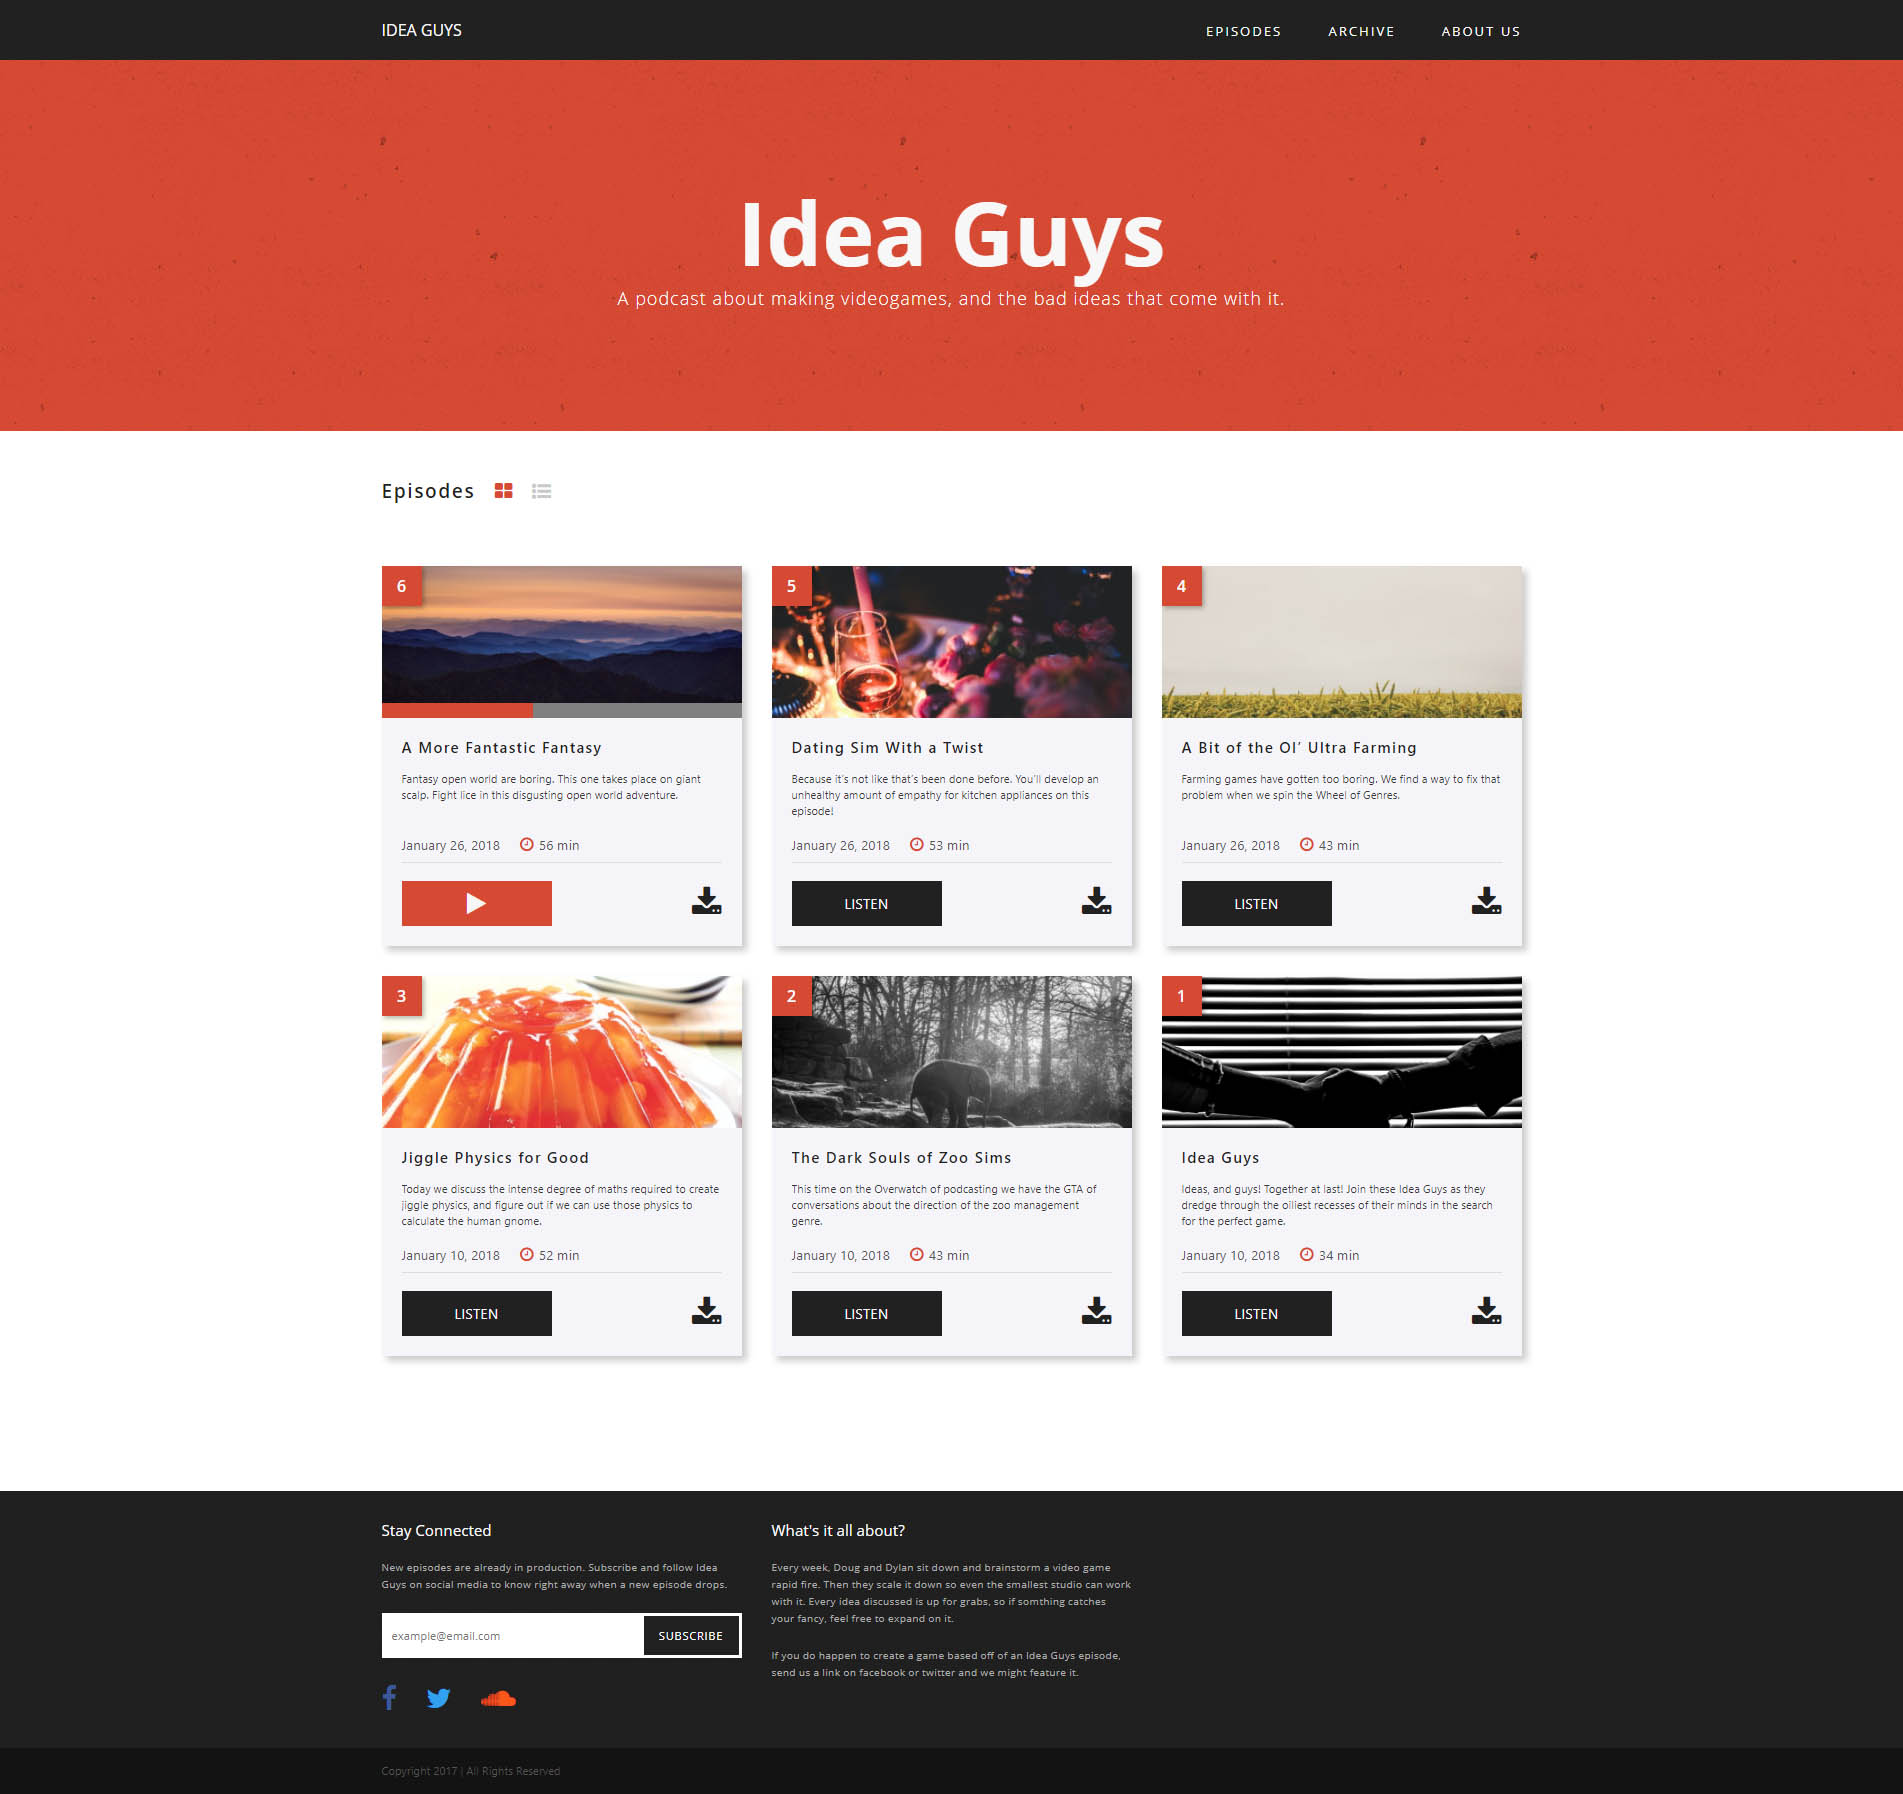 IDEA GUYS
EPISODES ARCHIVE ABOUT US
Idea Guys
A podcast about making videogames, and the bad ideas that come with it.
Episodes
6
A More Fantastic Fantasy
Fantasy open world are boring. This one takes place on giant
scalp. Fight lice in this disgusting open world adventure.
January 26, 2018 56 min
5
Dating Sim With a Twist
Because it's not like that's been done before. You'll develop an
unhealthy amount of empathy for kitchen appliances on this
episode!
January 26, 2018 53 min
LISTEN
4
A Bit of the Ol’ Ultra Farming
Farming games have gotten too boring. We find a way to fix that
problem when we spin the Wheel of Genres.
January 26, 2018 43 min
LISTEN
3
Jiggle Physics for Good
Today we discuss the intense degree of maths required to create
jiggle physics, and figure out if we can use those physics to
calculate the human gnome.
January 10, 2018 52 min
LISTEN
2
The Dark Souls of Zoo Sims
This time on the Overwatch of podcasting we have the GTA of
conversations about the direction of the zoo management
genre.
January 10, 2018 43 min
LISTEN
1
Idea Guys
Ideas, and guys! Together at last! Join these Idea Guys as they
dredge through the oiliest recesses of their minds in the search
for the perfect game.
January 10, 2018 34 min
LISTEN
Stay Connected
New episodes are already in production. Subscribe and follow Idea
Guys on social media to know right away when a new episode drops.
example@email.com SUBSCRIBE
What's it all about?
Every week, Doug and Dylan sit down and brainstorm a video game
rapid fire. Then they scale it down so even the smallest studio can work
with it. Every idea discussed is up for grabs, so if somthing catches
your fancy, feel free to expand on it.
If you do happen to create a game based off of an Idea Guys episode,
send us a link on facebook or twitter and we might feature it.
Copyright 2017 | All Rights Reserved